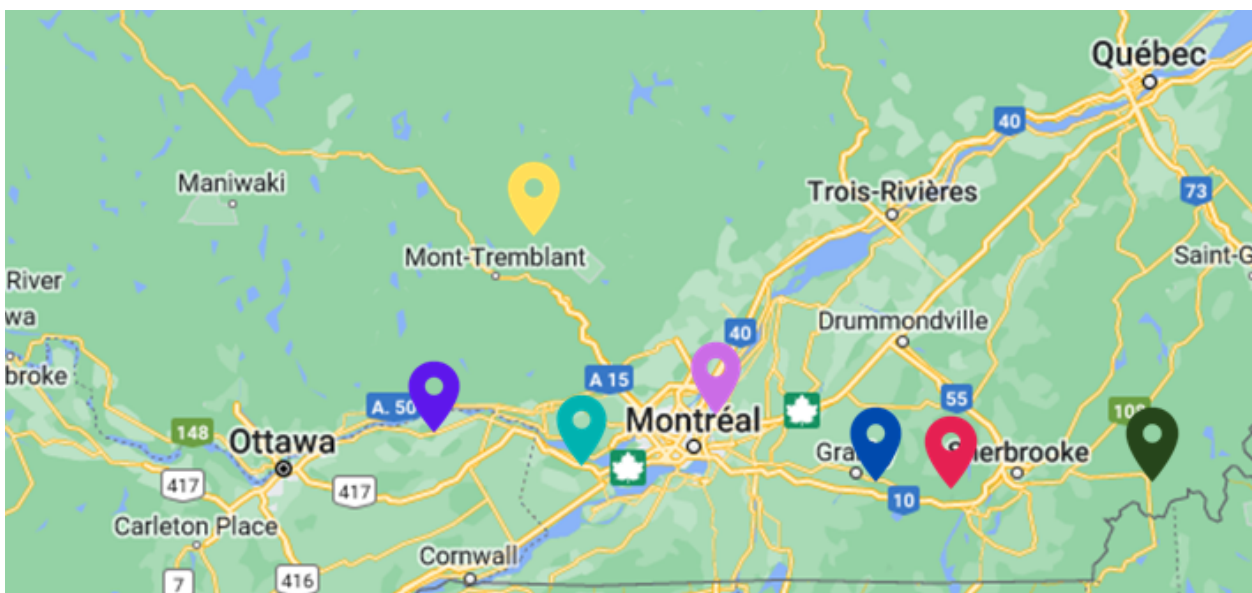 Québec
40
Maniwaki
Trois-Rivières
73
Mont-Tremblant
Saint-G
River
wa
Drummondville
40
broke
A 15
A. 50
55
108
148
Ottawa
Montréal
Gra
herbrooke
417
417
10
Carleton Place
Cornwall
7
416